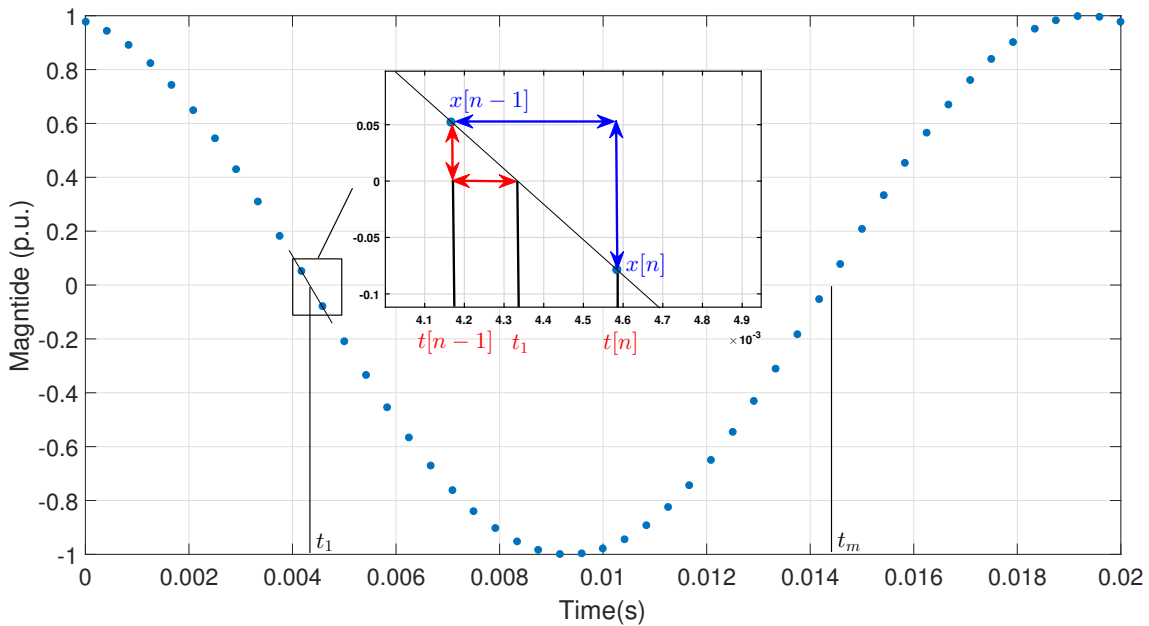 Magntide (p.u.)
1
0.8
0.6
0.4
0.2
0
-0.2
-0.4
-0.6
-0.8
-1
x[n − 1]
0.05
0
-0.05
-0.1
x[n]
4.1 4.2 4.3 4.4 4.5 4.6 4.7 4.8 4.9
× 10⁻³
t[n − 1] t₁ t[n]
t₁ tₘ
0 0.002 0.004 0.006 0.008 0.01 0.012 0.014 0.016 0.018 0.02
Time(s)